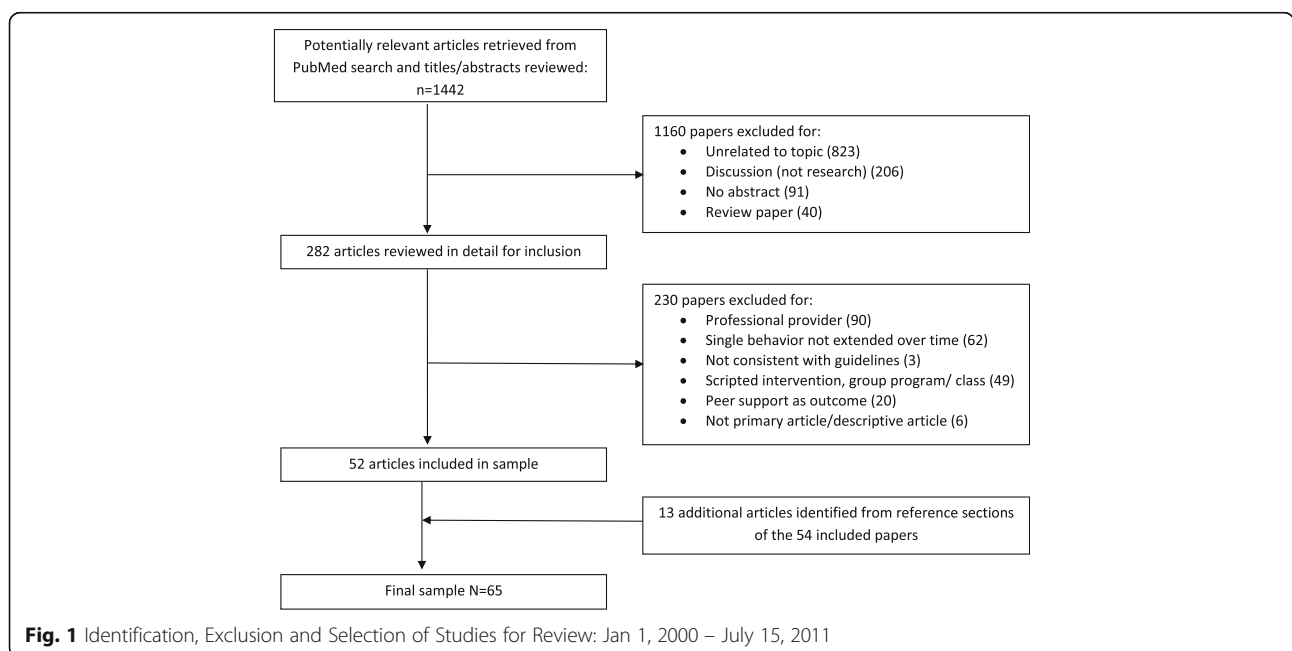 Potentially relevant articles retrieved from
PubMed search and titles/abstracts reviewed:
n=1442
1160 papers excluded for:
• Unrelated to topic (823)
• Discussion (not research) (206)
• No abstract (91)
• Review paper (40)
282 articles reviewed in detail for inclusion
230 papers excluded for:
• Professional provider (90)
• Single behavior not extended over time (62)
• Not consistent with guidelines (3)
• Scripted intervention, group program/ class (49)
• Peer support as outcome (20)
• Not primary article/descriptive article (6)
52 articles included in sample
13 additional articles identified from reference sections
of the 54 included papers
Final sample N=65
Fig. 1 Identification, Exclusion and Selection of Studies for Review: Jan 1, 2000 – July 15, 2011